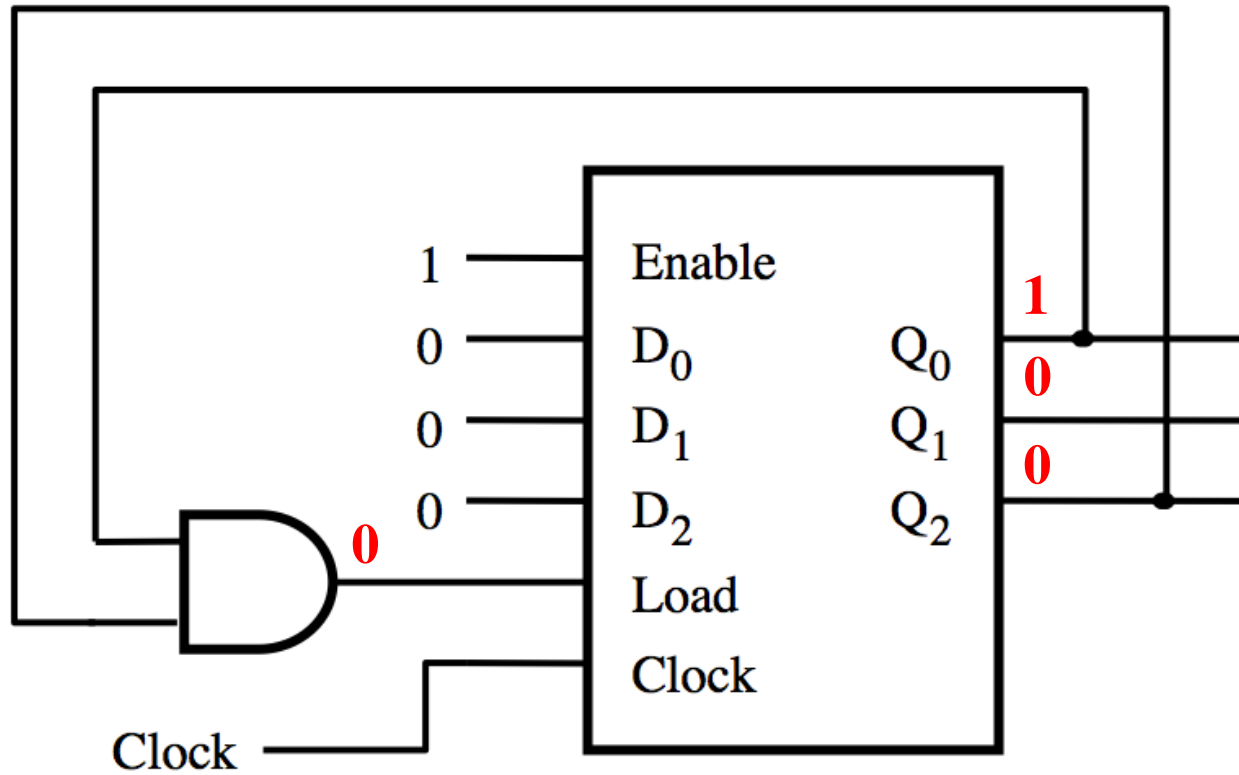 1 Enable
1
0 D₀ Q₀
0
0 D₁ Q₁
0
0 D₂ Q₂
0 Load
Clock
Clock